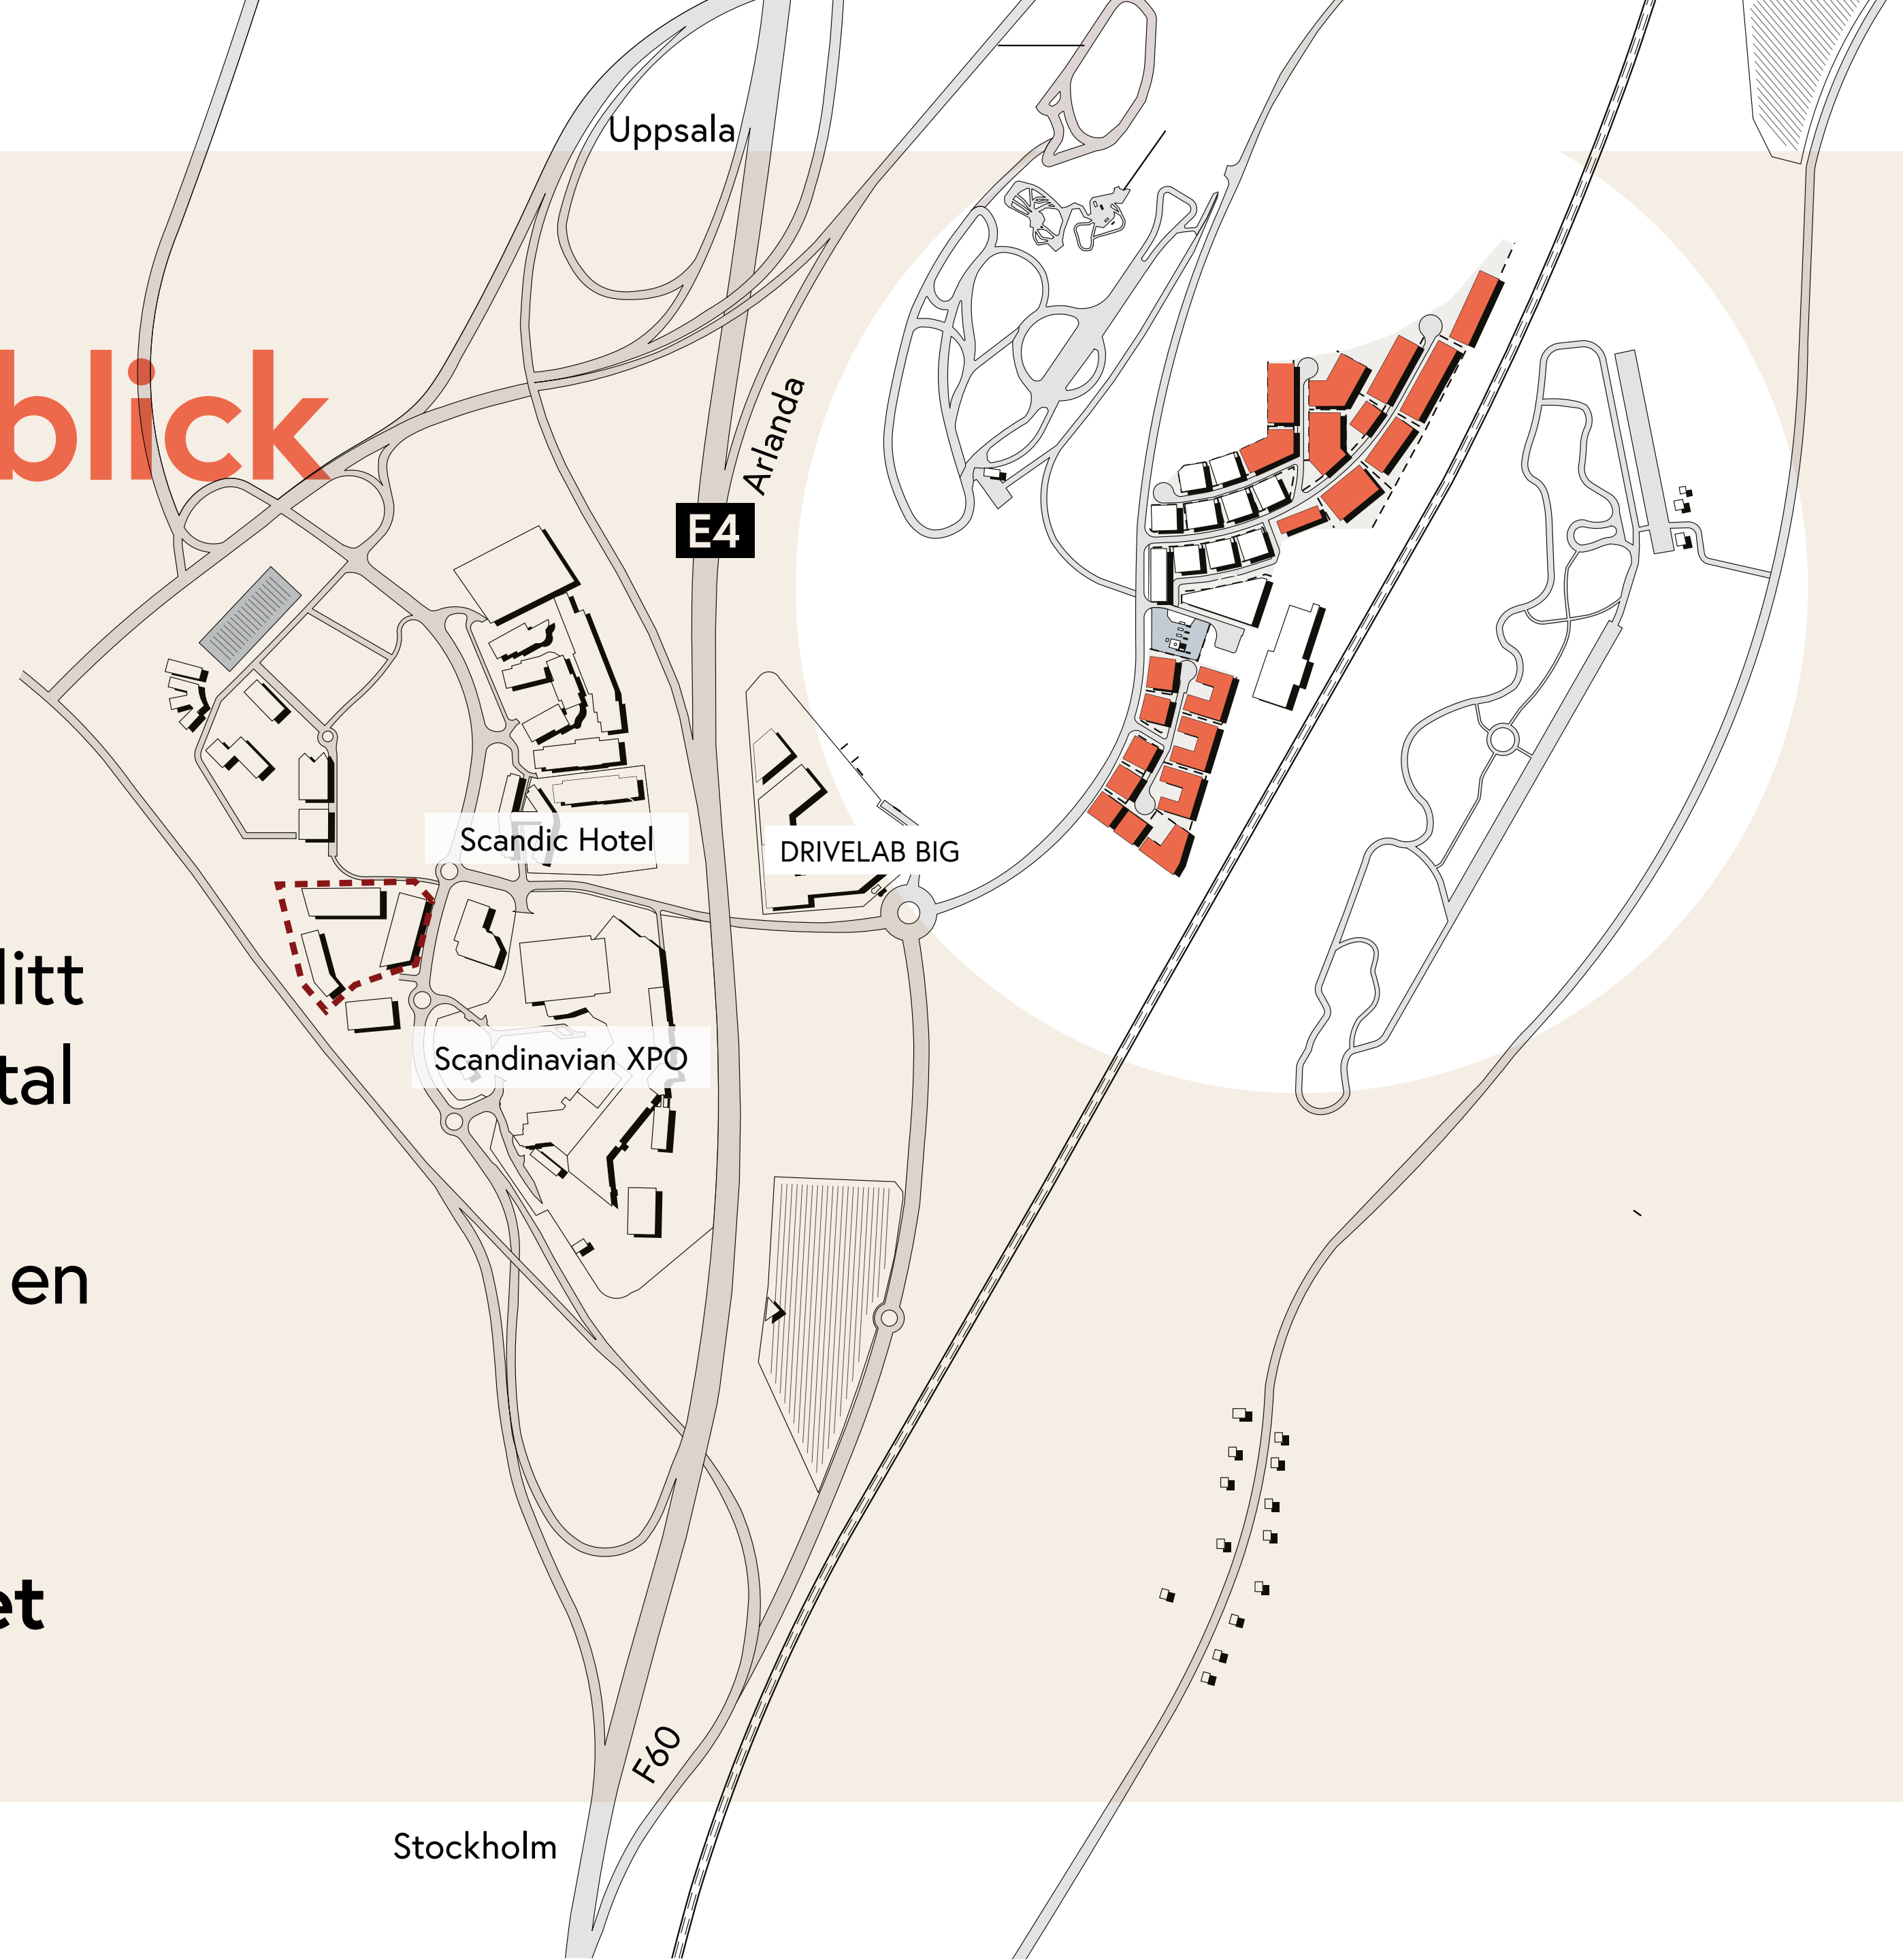 Uppsala
blick
Arlanda
E4
Scandic Hotel
DRIVELAB BIG
litt
Scandinavian XPO
tal
en
et
F60
Stockholm